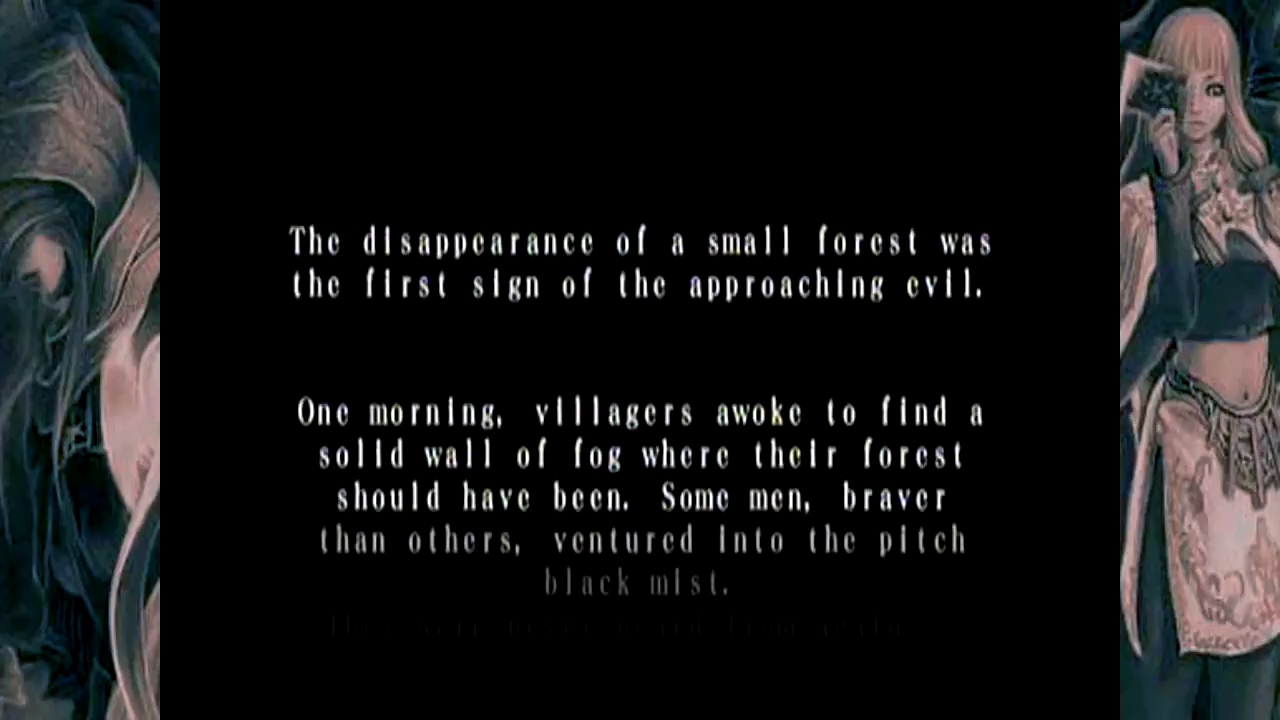 The disappearance of a small forest was
the first sign of the approaching evil.
One morning, villagers awoke to find a
solid wall of fog where their forest
should have been. Some men, braver
than others, ventured into the pitch
black mist.